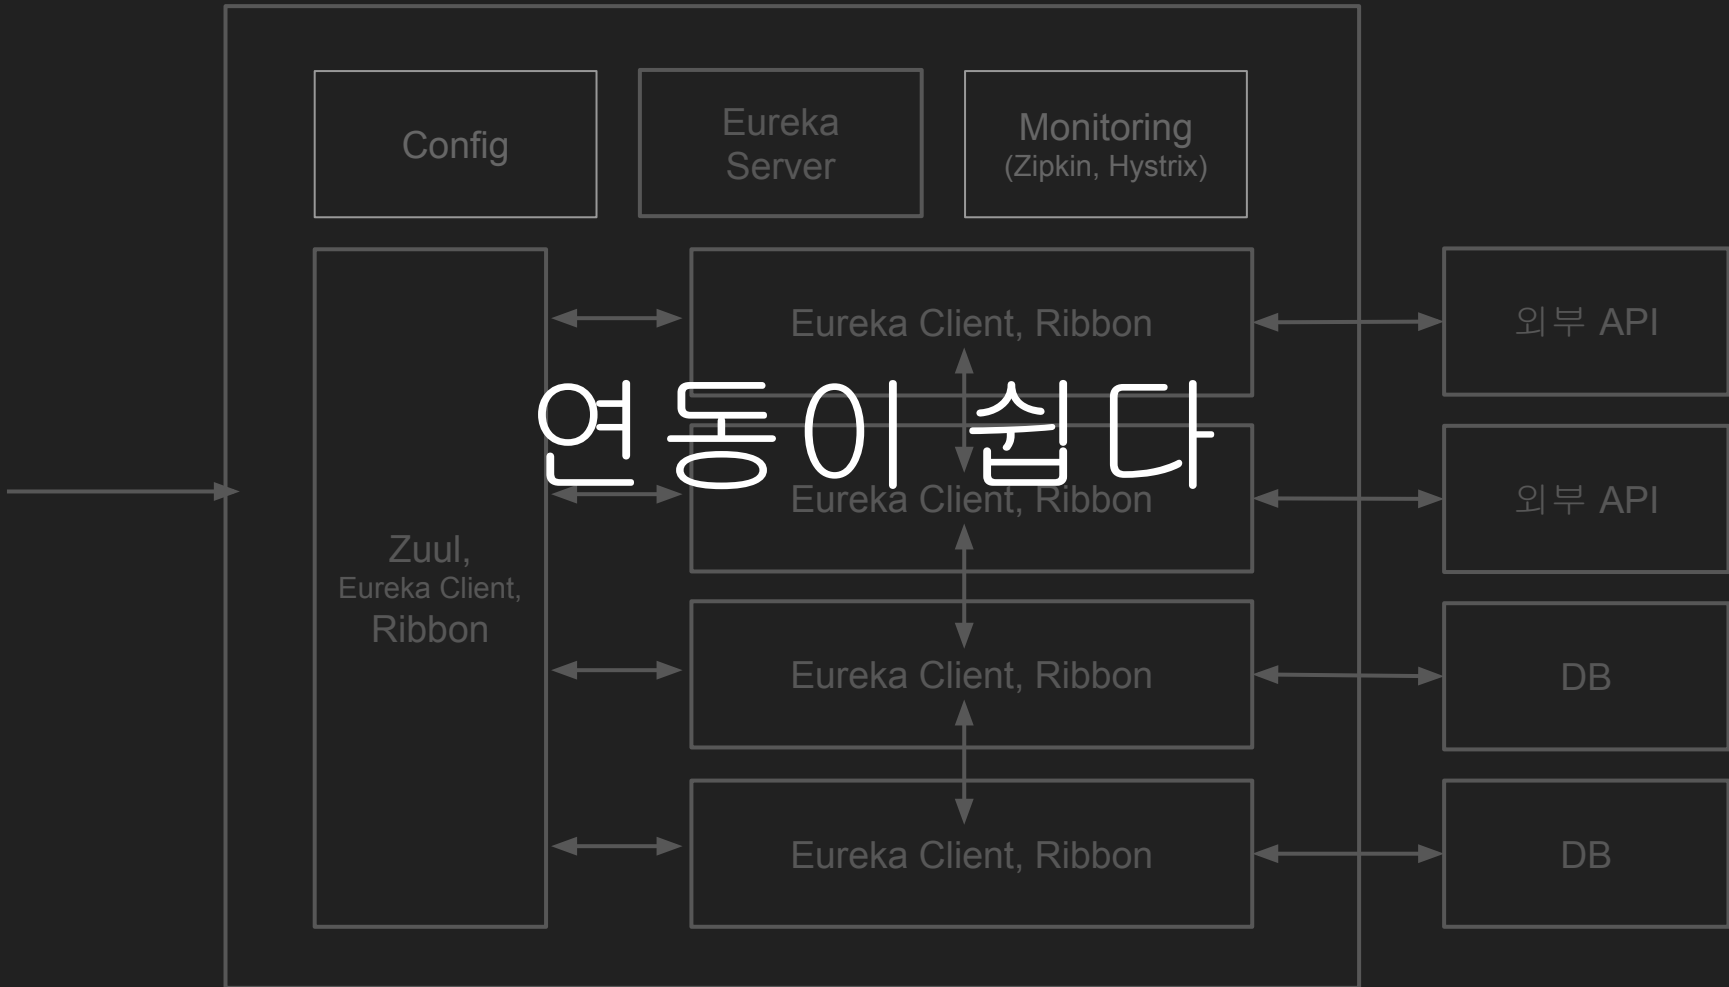 Config
Eureka
Server
Monitoring
(Zipkin, Hystrix)
Eureka Client, Ribbon
외부 API
연동이 쉽다
Eureka Client, Ribbon
외부 API
Zuul,
Eureka Client,
Ribbon
Eureka Client, Ribbon
DB
Eureka Client, Ribbon
DB